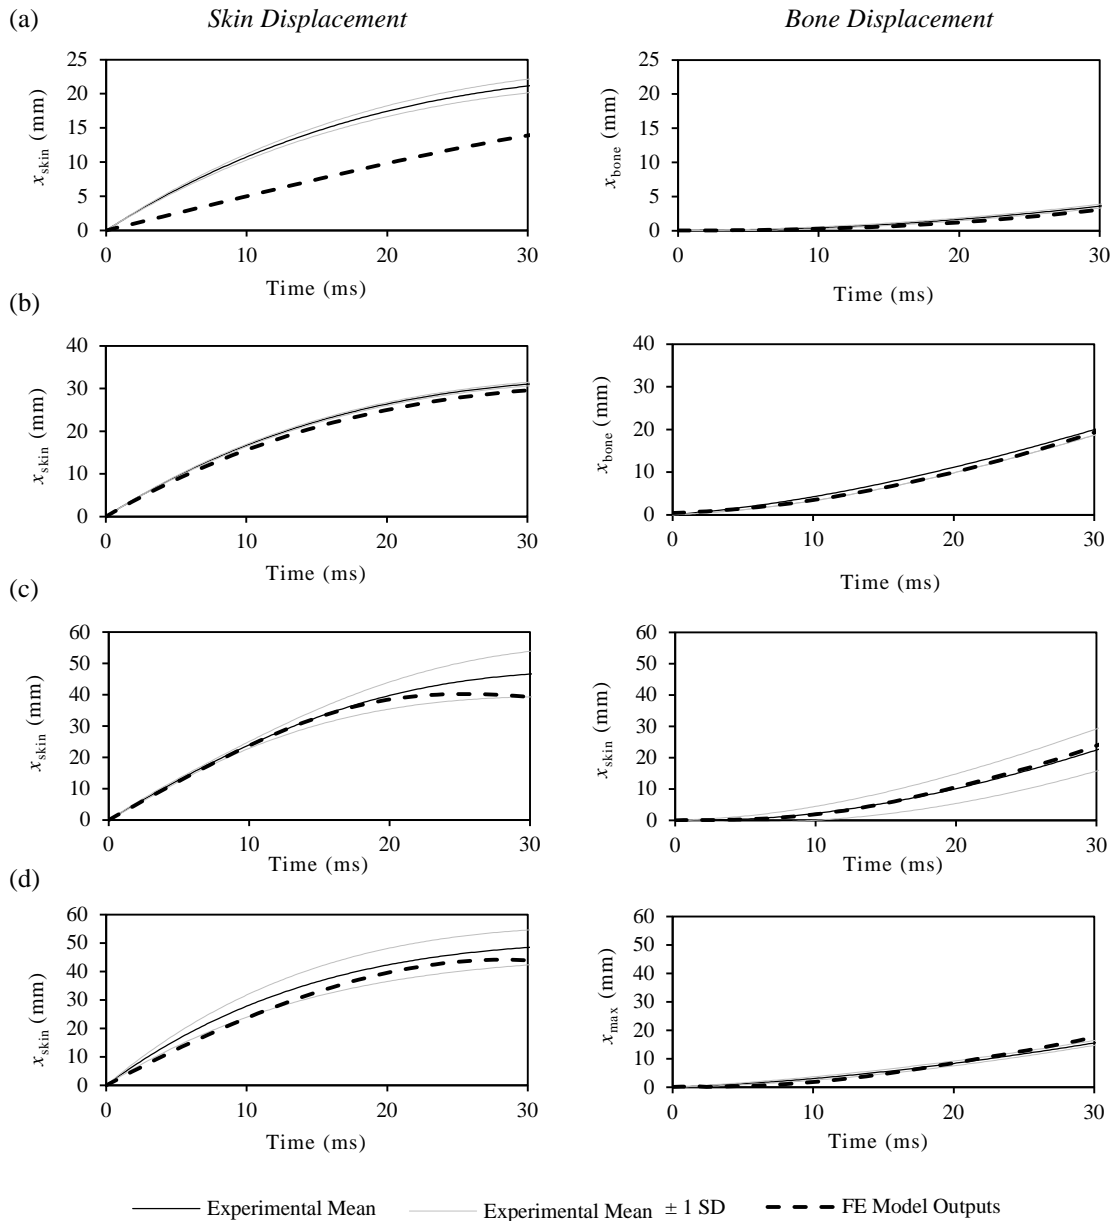 (a)
Skin Displacement
Bone Displacement
25
20
15
10
5
0
x_skin (mm)
0 10 20 30
Time (ms)
25
20
15
10
5
0
x_bone (mm)
0 10 20 30
Time (ms)
(b)
40
30
20
10
0
x_skin (mm)
0 10 20 30
Time (ms)
40
30
20
10
0
x_bone (mm)
0 10 20 30
Time (ms)
(c)
60
50
40
30
20
10
0
x_skin (mm)
0 10 20 30
Time (ms)
60
50
40
30
20
10
0
x_skin (mm)
0 10 20 30
Time (ms)
(d)
60
50
40
30
20
10
0
x_skin (mm)
0 10 20 30
Time (ms)
60
50
40
30
20
10
0
x_max (mm)
0 10 20 30
Time (ms)
Experimental Mean Experimental Mean ± 1 SD FE Model Outputs